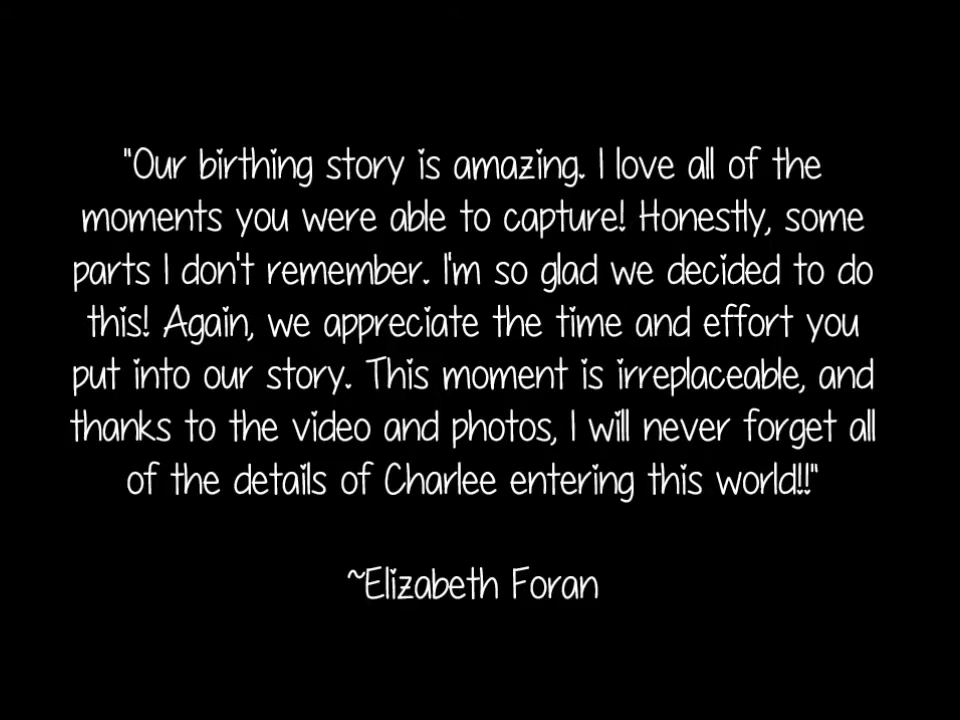 "Our birthing story is amazing. I love all of the
moments you were able to capture! Honestly, some
parts I don't remember. I'm so glad we decided to do
this! Again, we appreciate the time and effort you
put into our story. This moment is irreplaceable, and
thanks to the video and photos, I will never forget all
of the details of Charlee entering this world!!"
~Elizabeth Foran